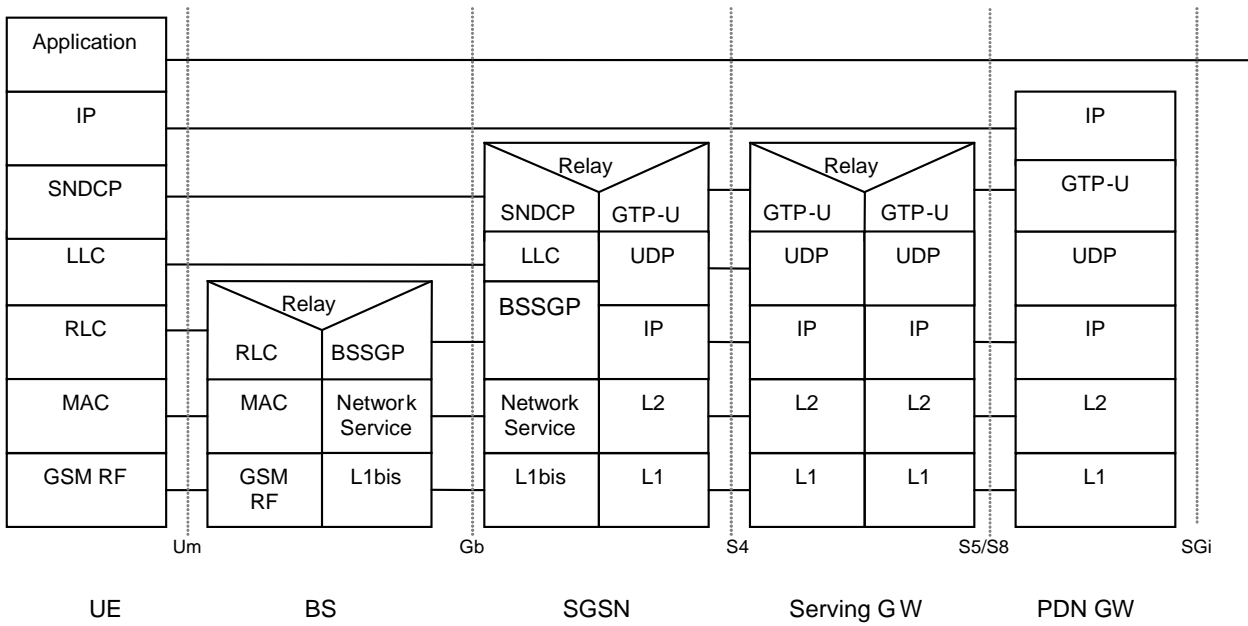 Application
IP
IP
Relay
Relay
SNDCP
GTP-U
SNDCP
GTP-U
GTP-U
GTP-U
LLC
LLC
UDP
UDP
UDP
UDP
Relay
BSSGP
RLC
IP
IP
IP
IP
RLC
BSSGP
MAC
MAC
Network
Service
Network
Service
L2
L2
L2
L2
GSM RF
GSM
RF
L1bis
L1bis
L1
L1
L1
L1
Um
Gb
S4
S5/S8
SGi
UE
BS
SGSN
Serving GW
PDN GW